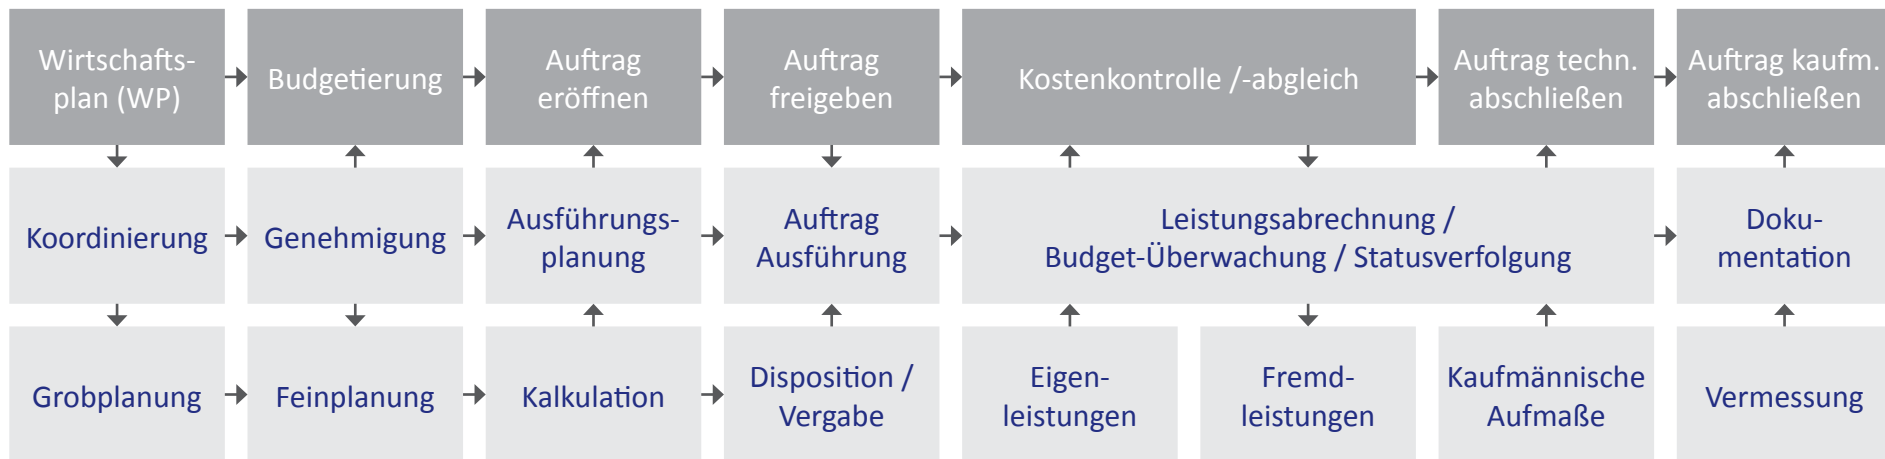 Wirtschafts-
plan (WP)
Budgetierung
Auftrag
eröffnen
Auftrag
freigeben
Kostenkontrolle /-abgleich
Auftrag techn.
abschließen
Auftrag kaufm.
abschließen
Koordinierung
Genehmigung
Ausführungs-
planung
Auftrag
Ausführung
Leistungsabrechnung /
Budget-Überwachung / Statusverfolgung
Doku-
mentation
Grobplanung
Feinplanung
Kalkulation
Disposition /
Vergabe
Eigen-
leistungen
Fremd-
leistungen
Kaufmännische
Aufmaße
Vermessung